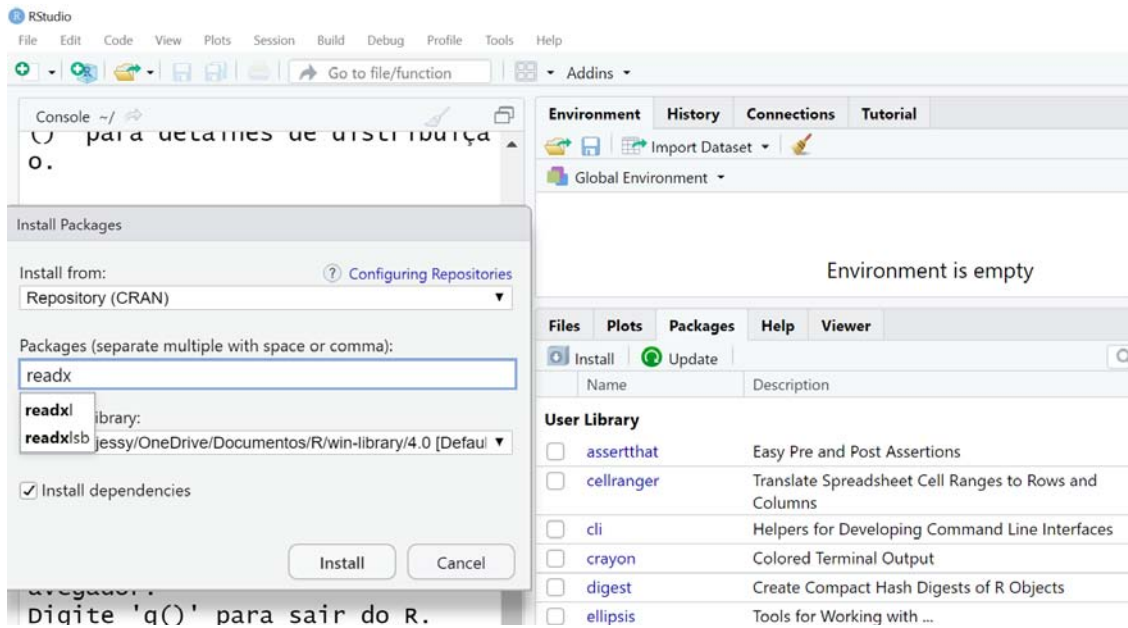 RStudio
File Edit Code View Plots Session Build Debug Profile Tools Help
Go to file/function Addins
Console ~/
() para detalhes de distribuiçã
o.
Install Packages
Install from: Configuring Repositories
Repository (CRAN)
Packages (separate multiple with space or comma):
readx
readxl
readxlsb
ibrary:
jessy/OneDrive/Documentos/R/win-library/4.0 [Defaul
Install dependencies
Install Cancel
avegador.
Digite 'q()' para sair do R.
Environment History Connections Tutorial
Import Dataset
Global Environment
Environment is empty
Files Plots Packages Help Viewer
Install Update
Name Description
User Library
assertthat Easy Pre and Post Assertions
cellranger Translate Spreadsheet Cell Ranges to Rows and
Columns
cli Helpers for Developing Command Line Interfaces
crayon Colored Terminal Output
digest Create Compact Hash Digests of R Objects
ellipsis Tools for Working with ...